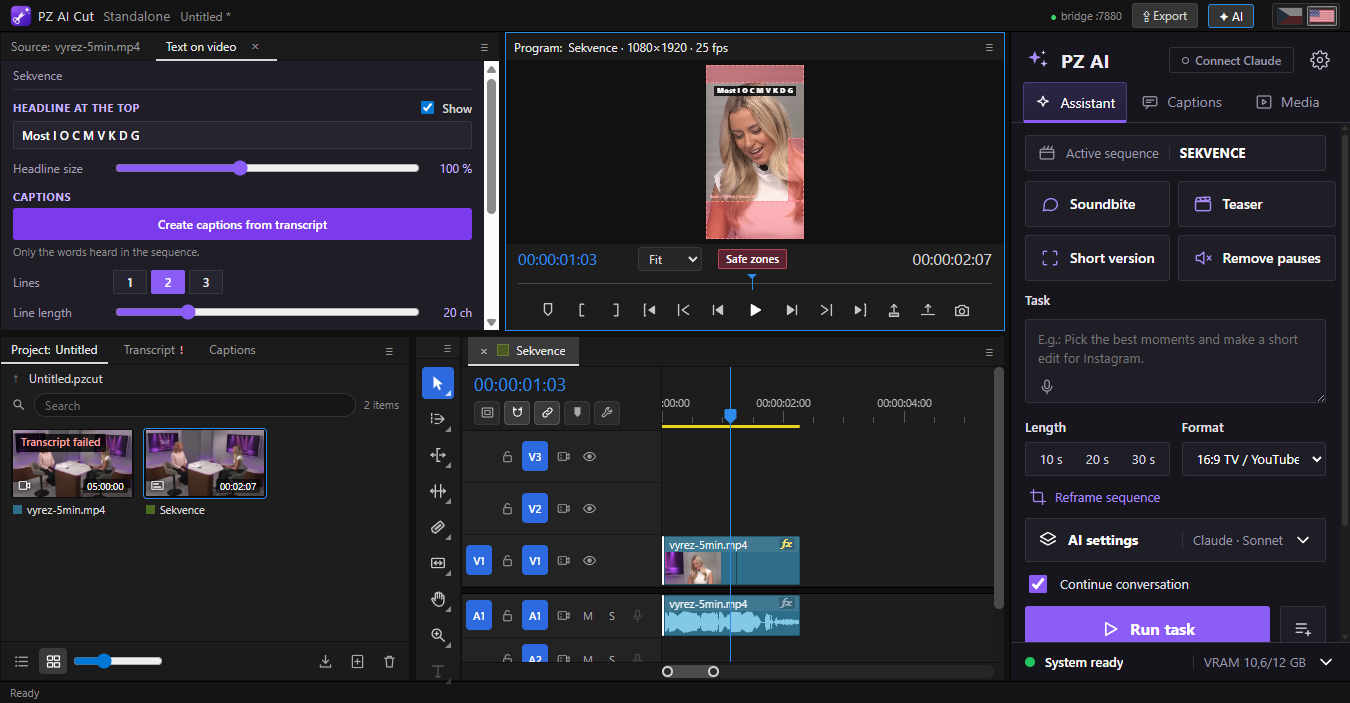 PZ AI Cut Standalone Untitled *
bridge :7880
Export
AI
Source: vyrez-5min.mp4
Text on video
Sekvence
HEADLINE AT THE TOP
Show
Most I O C M V K D G
Headline size
100 %
CAPTIONS
Create captions from transcript
Only the words heard in the sequence.
Lines
1
2
3
Line length
20 ch
Program: Sekvence · 1080×1920 · 25 fps
Most I O C M V K D G
00:00:01:03
Fit
Safe zones
00:00:02:07
Project: Untitled
Transcript !
Captions
Untitled.pzcut
Search
2 items
Transcript failed
05:00:00
vyrez-5min.mp4
00:02:07
Sekvence
Sekvence
00:00:01:03
:00:00
00:00:02:00
00:00:04:00
V3
V2
V1
V1
vyrez-5min.mp4
fx
A1
A1
M
S
vyrez-5min.mp4
fx
A2
M
S
PZ AI
Connect Claude
Assistant
Captions
Media
Active sequence
SEKVENCE
Soundbite
Teaser
Short version
Remove pauses
Task
E.g.: Pick the best moments and make a short
edit for Instagram.
Length
Format
10 s
20 s
30 s
16:9 TV / YouTube
Reframe sequence
AI settings
Claude · Sonnet
Continue conversation
Run task
System ready
VRAM 10,6/12 GB
Ready